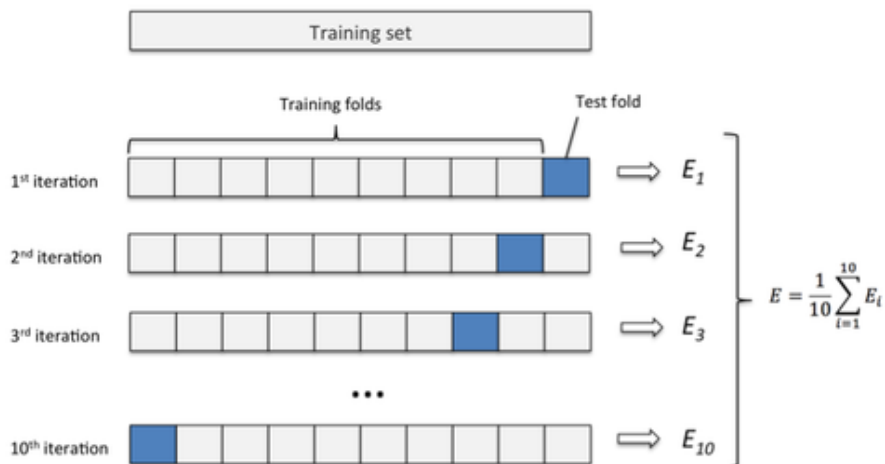 Training set
Training folds
Test fold
1st iteration
E1
2nd iteration
E2
E = 1/10 10∑i=1 Ei
3rd iteration
E3
...
10th iteration
E10